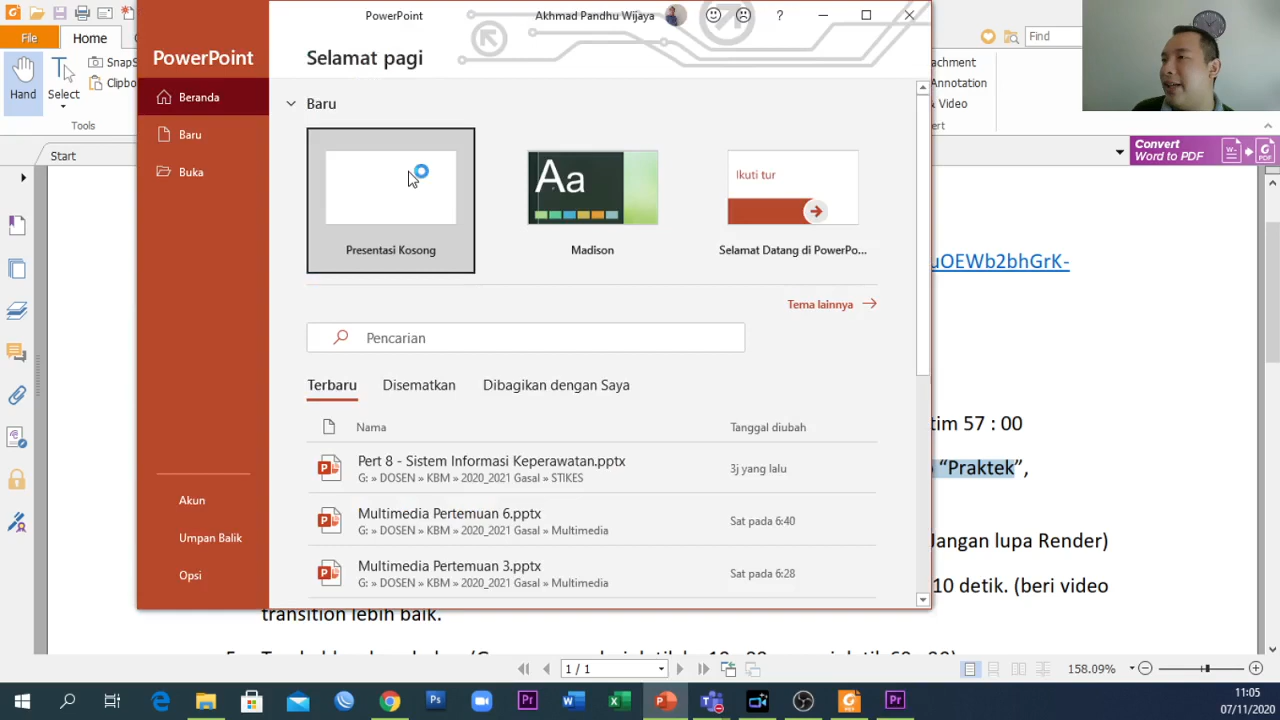 PowerPoint
Akhmad Pandhu Wijaya
File
Home
Find
PowerPoint
Selamat pagi
Hand
Select
Tools
Beranda
Baru
Buka
Baru
Aa
Ikuti tur
Presentasi Kosong
Madison
Selamat Datang di PowerPo...
Tema lainnya
Pencarian
Terbaru
Disematkan
Dibagikan dengan Saya
Nama
Tanggal diubah
Pert 8 - Sistem Informasi Keperawatan.pptx
G: » DOSEN » KBM » 2020_2021 Gasal » STIKES
3j yang lalu
Multimedia Pertemuan 6.pptx
G: » DOSEN » KBM » 2020_2021 Gasal » Multimedia
Sat pada 6:40
Multimedia Pertemuan 3.pptx
G: » DOSEN » KBM » 2020_2021 Gasal » Multimedia
Sat pada 6:28
Akun
Umpan Balik
Opsi
Start
Annotation
& Video
Convert
Word to PDF
uOEWb2bhGrK-
tim 57 : 00
“Praktek”,
Jangan lupa Render)
10 detik. (beri video
transition lebih baik.
1 / 1
158.09%
11:05
07/11/2020